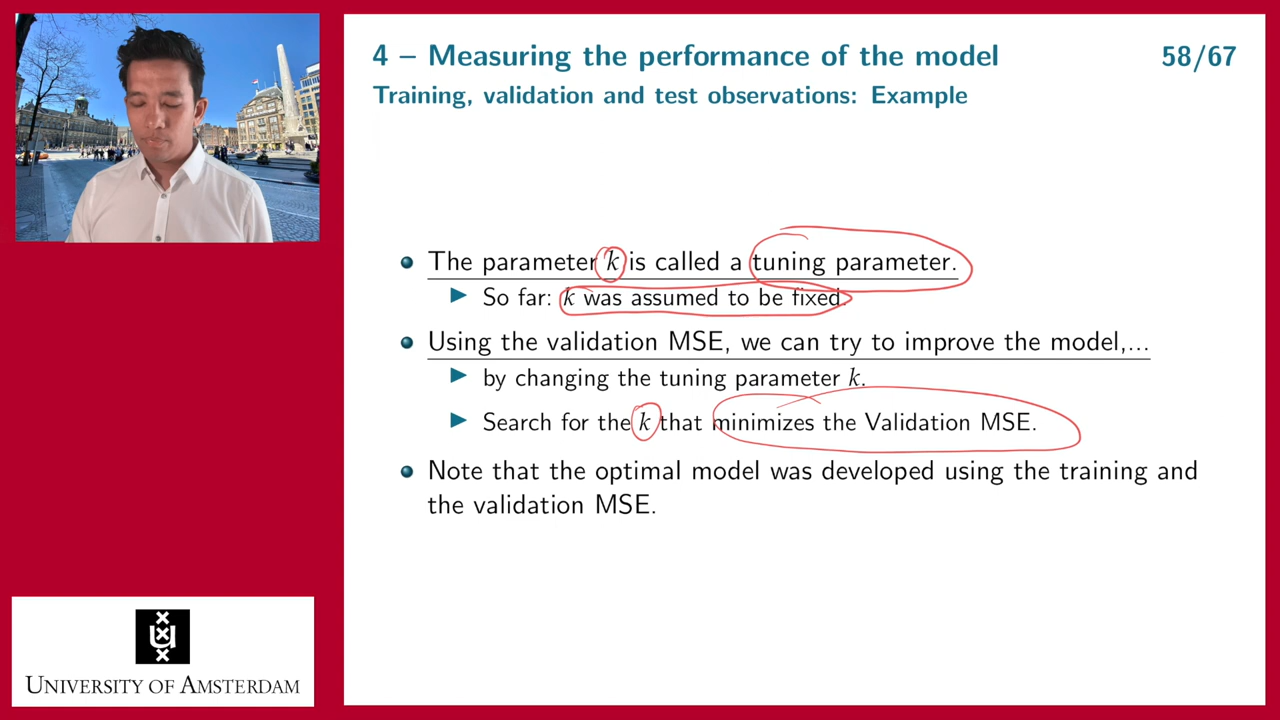 4 – Measuring the performance of the model 58/67
Training, validation and test observations: Example
The parameter k is called a tuning parameter.
So far: k was assumed to be fixed.
Using the validation MSE, we can try to improve the model,...
by changing the tuning parameter k.
Search for the k that minimizes the Validation MSE.
Note that the optimal model was developed using the training and
the validation MSE.
UNIVERSITY OF AMSTERDAM